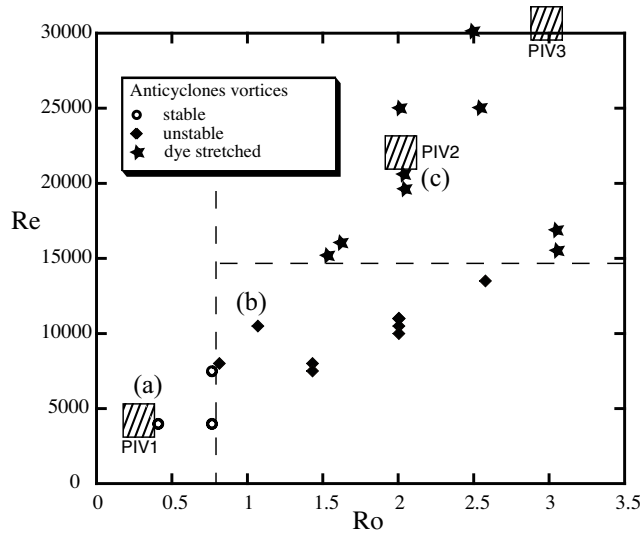 30000
PIV3
Anticyclones vortices
stable
unstable
dye stretched
25000
PIV2
20000
(c)
Re
15000
(b)
10000
(a)
5000
PIV1
0
0 0.5 1 1.5 2 2.5 3 3.5
Ro